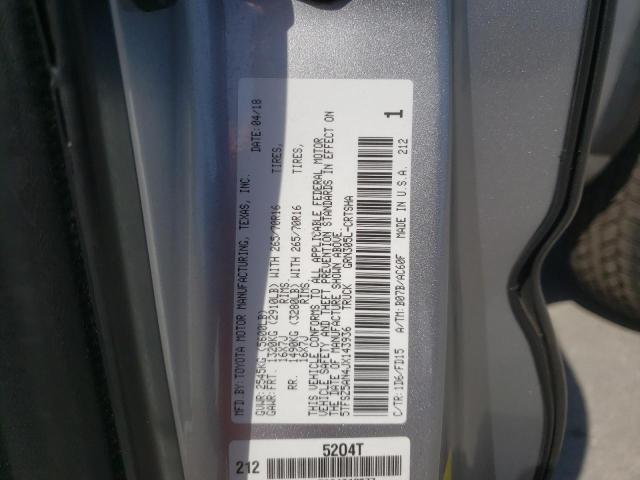 MFD. BY: TOYOTA MOTOR MANUFACTURING, TEXAS, INC.
DATE: 04/18
GVWR: 2545KG (5600LB)
GAWR: FRT. 1320KG (2910LB) WITH 265/70R16 TIRES,
16X7J RIMS
RR. 1490KG (3280LB) WITH 265/70R16 TIRES,
16X7J RIMS
THIS VEHICLE CONFORMS TO ALL APPLICABLE FEDERAL MOTOR
VEHICLE SAFETY AND THEFT PREVENTION STANDARDS IN EFFECT ON
THE DATE OF MANUFACTURE SHOWN ABOVE.
5TFSZ5AN4JX143936 TRUCK GRN305L-CRTSHA
1
C/TR: 1D6/FD15 A/TM: B07B/AC60F MADE IN U.S.A. 212
5204T
212